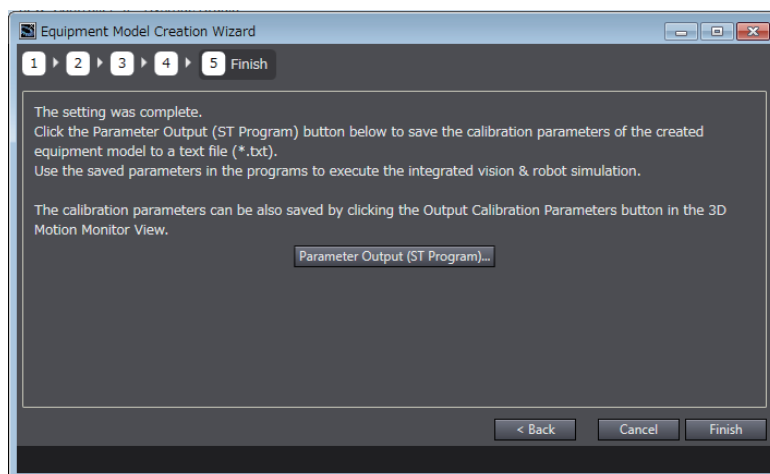 Equipment Model Creation Wizard
1 2 3 4 5 Finish
The setting was complete.
Click the Parameter Output (ST Program) button below to save the calibration parameters of the created
equipment model to a text file (*.txt).
Use the saved parameters in the programs to execute the integrated vision & robot simulation.
The calibration parameters can be also saved by clicking the Output Calibration Parameters button in the 3D
Motion Monitor View.
Parameter Output (ST Program)...
< Back Cancel Finish